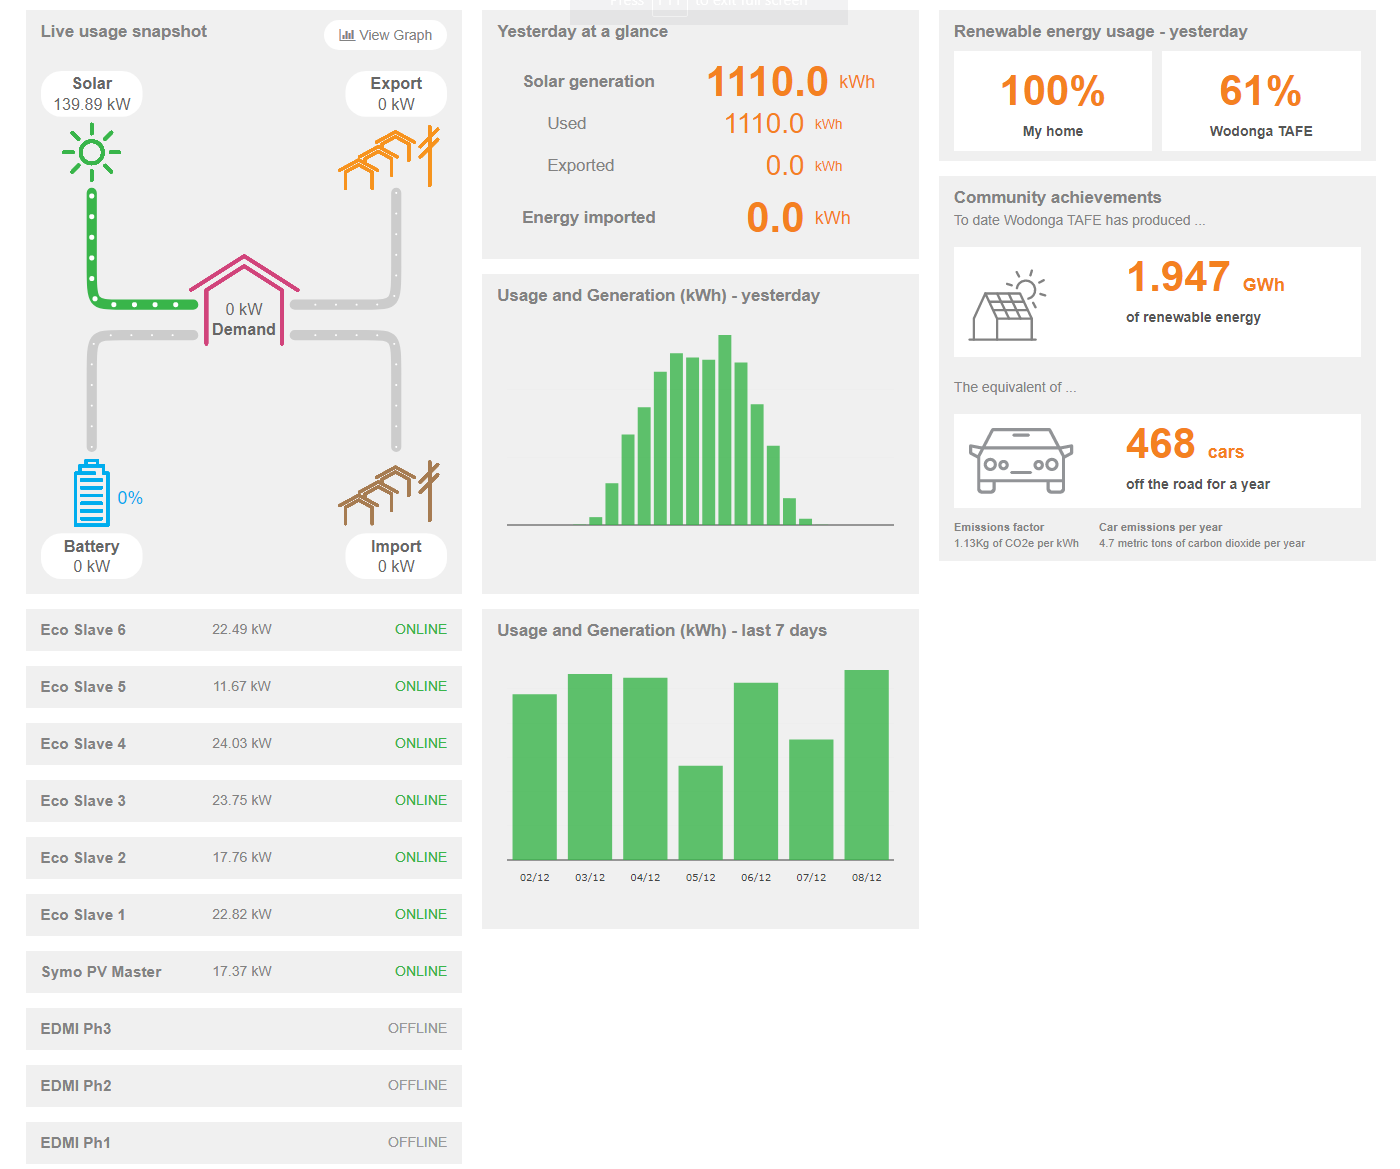 Press
to exit full screen
Live usage snapshot
View Graph
Solar
139.89 kW
Export
0 kW
0 kW
Demand
0%
Battery
0 kW
Import
0 kW
Eco Slave 6 22.49 kW ONLINE
Eco Slave 5 11.67 kW ONLINE
Eco Slave 4 24.03 kW ONLINE
Eco Slave 3 23.75 kW ONLINE
Eco Slave 2 17.76 kW ONLINE
Eco Slave 1 22.82 kW ONLINE
Symo PV Master 17.37 kW ONLINE
EDMI Ph3 OFFLINE
EDMI Ph2 OFFLINE
EDMI Ph1 OFFLINE
Yesterday at a glance
Solar generation 1110.0 kWh
Used 1110.0 kWh
Exported 0.0 kWh
Energy imported 0.0 kWh
Usage and Generation (kWh) - yesterday
Usage and Generation (kWh) - last 7 days
02/12 03/12 04/12 05/12 06/12 07/12 08/12
Renewable energy usage - yesterday
100%
My home
61%
Wodonga TAFE
Community achievements
To date Wodonga TAFE has produced ...
1.947 GWh
of renewable energy
The equivalent of ...
468 cars
off the road for a year
Emissions factor
1.13Kg of CO2e per kWh
Car emissions per year
4.7 metric tons of carbon dioxide per year